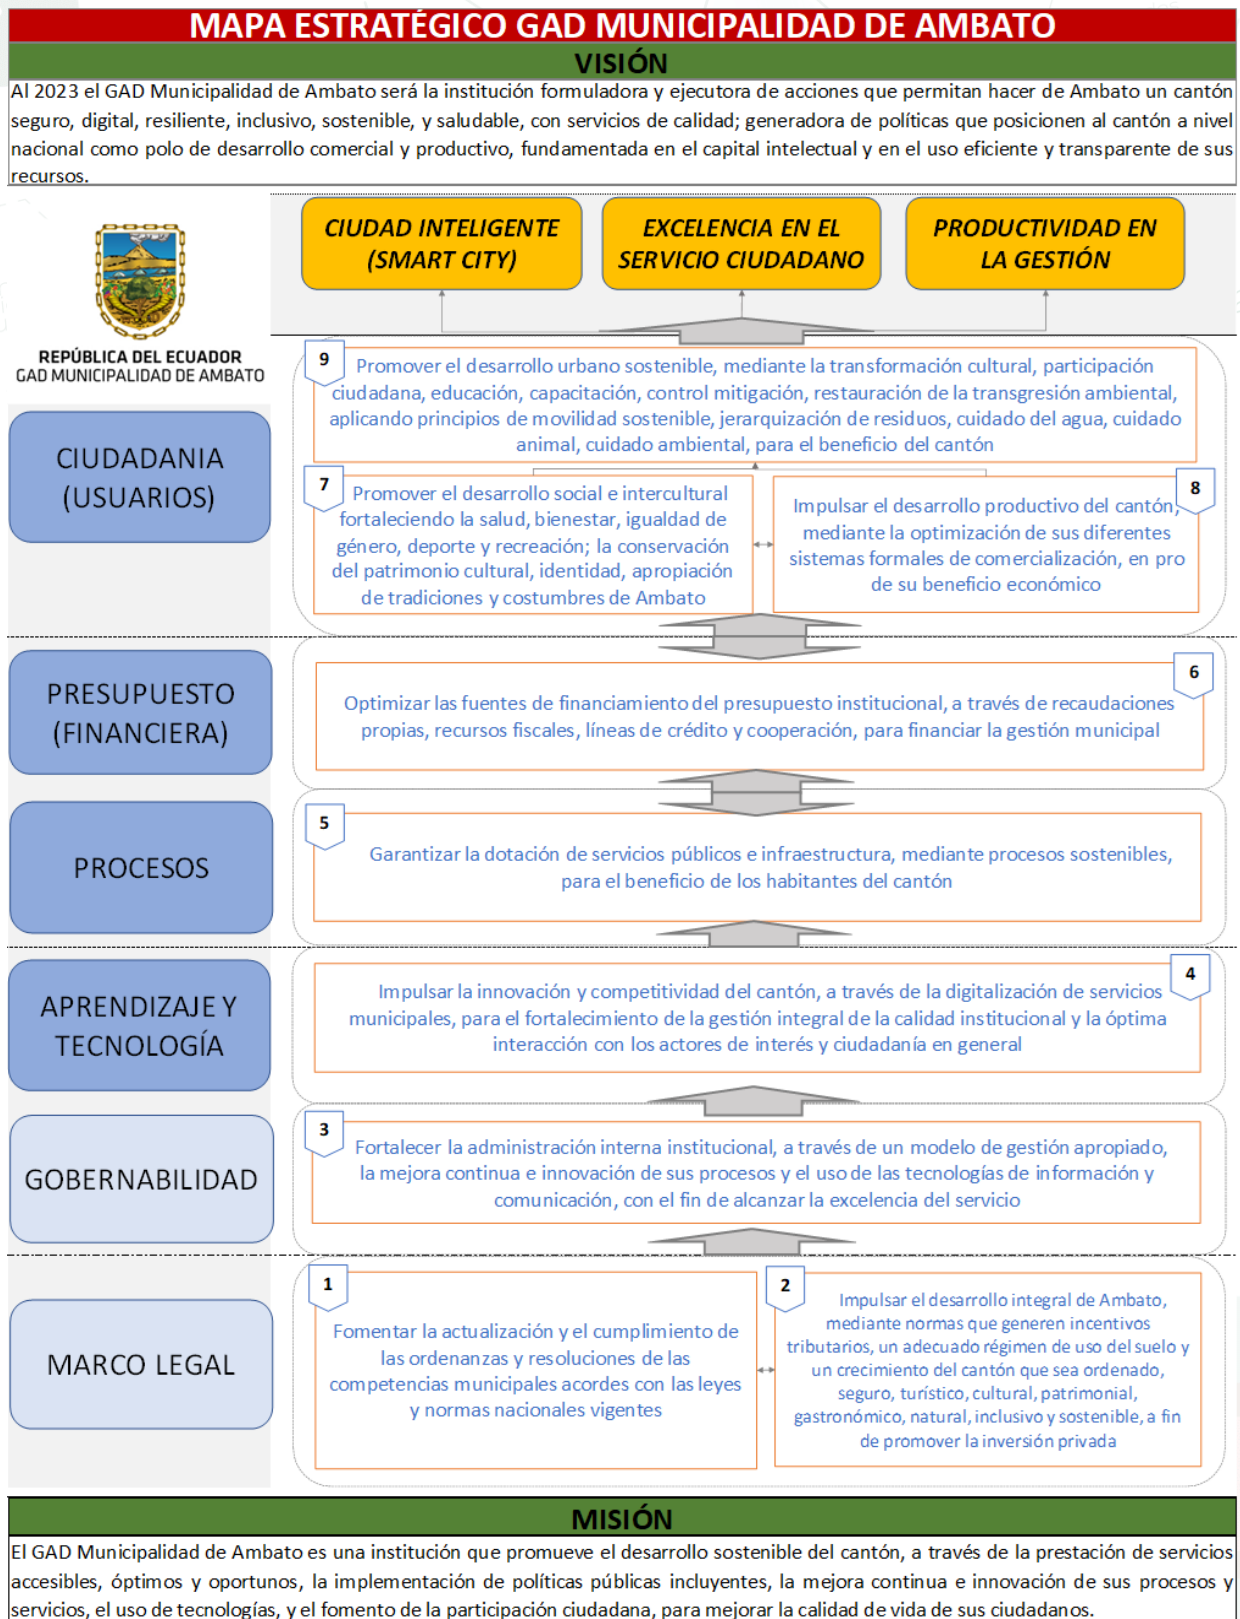 MAPA ESTRATÉGICO GAD MUNICIPALIDAD DE AMBATO
VISIÓN
Al 2023 el GAD Municipalidad de Ambato será la institución formuladora y ejecutora de acciones que permitan hacer de Ambato un cantón
seguro, digital, resiliente, inclusivo, sostenible, y saludable, con servicios de calidad; generadora de políticas que posicionen al cantón a nivel
nacional como polo de desarrollo comercial y productivo, fundamentada en el capital intelectual y en el uso eficiente y transparente de sus
recursos.
CIUDAD INTELIGENTE
(SMART CITY)
EXCELENCIA EN EL
SERVICIO CIUDADANO
PRODUCTIVIDAD EN
LA GESTIÓN
REPÚBLICA DEL ECUADOR
GAD MUNICIPALIDAD DE AMBATO
CIUDADANIA
(USUARIOS)
9
Promover el desarrollo urbano sostenible, mediante la transformación cultural, participación
ciudadana, educación, capacitación, control mitigación, restauración de la transgresión ambiental,
aplicando principios de movilidad sostenible, jerarquización de residuos, cuidado del agua, cuidado
animal, cuidado ambiental, para el beneficio del cantón
7
Promover el desarrollo social e intercultural
fortaleciendo la salud, bienestar, igualdad de
género, deporte y recreación; la conservación
del patrimonio cultural, identidad, apropiación
de tradiciones y costumbres de Ambato
8
Impulsar el desarrollo productivo del cantón,
mediante la optimización de sus diferentes
sistemas formales de comercialización, en pro
de su beneficio económico
PRESUPUESTO
(FINANCIERA)
6
Optimizar las fuentes de financiamiento del presupuesto institucional, a través de recaudaciones
propias, recursos fiscales, líneas de crédito y cooperación, para financiar la gestión municipal
PROCESOS
5
Garantizar la dotación de servicios públicos e infraestructura, mediante procesos sostenibles,
para el beneficio de los habitantes del cantón
APRENDIZAJE Y
TECNOLOGÍA
4
Impulsar la innovación y competitividad del cantón, a través de la digitalización de servicios
municipales, para el fortalecimiento de la gestión integral de la calidad institucional y la óptima
interacción con los actores de interés y ciudadanía en general
GOBERNABILIDAD
3
Fortalecer la administración interna institucional, a través de un modelo de gestión apropiado,
la mejora continua e innovación de sus procesos y el uso de las tecnologías de información y
comunicación, con el fin de alcanzar la excelencia del servicio
MARCO LEGAL
1
Fomentar la actualización y el cumplimiento de
las ordenanzas y resoluciones de las
competencias municipales acordes con las leyes
y normas nacionales vigentes
2
Impulsar el desarrollo integral de Ambato,
mediante normas que generen incentivos
tributarios, un adecuado régimen de uso del suelo y
un crecimiento del cantón que sea ordenado,
seguro, turístico, cultural, patrimonial,
gastronómico, natural, inclusivo y sostenible, a fin
de promover la inversión privada
MISIÓN
El GAD Municipalidad de Ambato es una institución que promueve el desarrollo sostenible del cantón, a través de la prestación de servicios
accesibles, óptimos y oportunos, la implementación de políticas públicas incluyentes, la mejora continua e innovación de sus procesos y
servicios, el uso de tecnologías, y el fomento de la participación ciudadana, para mejorar la calidad de vida de sus ciudadanos.